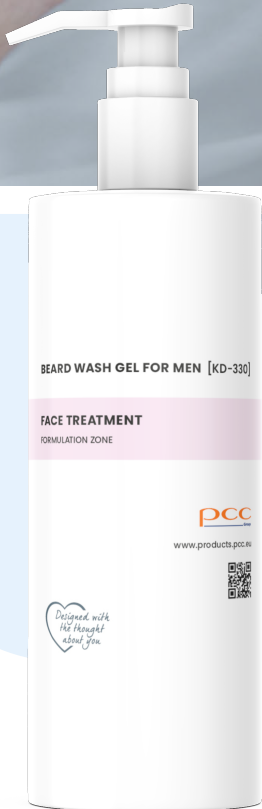 BEARD WASH GEL FOR MEN [KD-330]
FACE TREATMENT
FORMULATION ZONE
pcc
www.products.pcc.eu
Designed with
the thought
about you